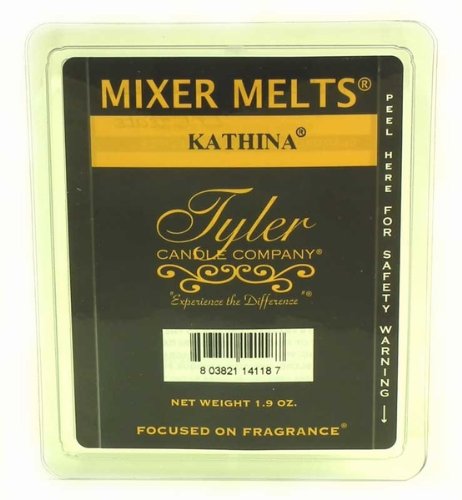 MIXER MELTS®
KATHINA®
Tyler
CANDLE COMPANY®
"Experience the Difference"®
8 03821 14118 7
NET WEIGHT 1.9 OZ.
FOCUSED ON FRAGRANCE®
PEEL HERE FOR SAFETY WARNING →